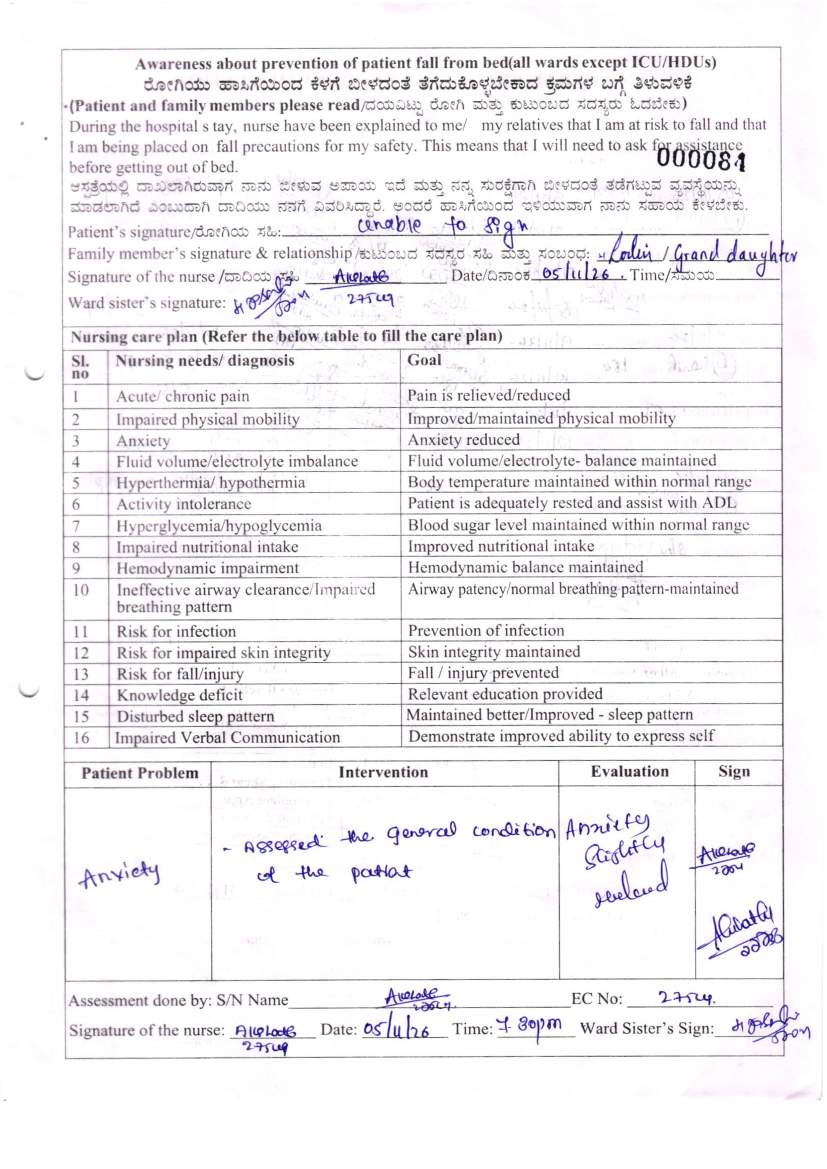 Awareness about prevention of patient fall from bed(all wards except ICU/HDUs)
ರೋಗಿಯು ಹಾಸಿಗೆಯಿಂದ ಕೆಳಗೆ ಬೀಳದಂತೆ ತೆಗೆದುಕೊಳ್ಳಬೇಕಾದ ಕ್ರಮಗಳ ಬಗ್ಗೆ ತಿಳುವಳಿಕೆ
(Patient and family members please read/ದಯವಿಟ್ಟು ರೋಗಿ ಮತ್ತು ಕುಟುಂಬದ ಸದಸ್ಯರು ಓದಬೇಕು)
During the hospital s tay, nurse have been explained to me/ my relatives that I am at risk to fall and that
I am being placed on fall precautions for my safety. This means that I will need to ask for assistance
000081
before getting out of bed.
ಆಸ್ಪತ್ರೆಯಲ್ಲಿ ದಾಖಲಾಗಿರುವಾಗ ನಾನು ಬೀಳುವ ಅಪಾಯ ಇದೆ ಮತ್ತು ನನ್ನ ಸುರಕ್ಷೆಗಾಗಿ ಬೀಳದಂತೆ ತಡೆಗಟ್ಟುವ ವ್ಯವಸ್ಥೆಯನ್ನು
ಮಾಡಲಾಗಿದೆ ಎಂಬುದಾಗಿ ದಾದಿಯು ನನಗೆ ವಿವರಿಸಿದ್ದಾರೆ. ಅಂದರೆ ಹಾಸಿಗೆಯಿಂದ ಇಳಿಯುವಾಗ ನಾನು ಸಹಾಯ ಕೇಳಬೇಕು.
Patient's signature/ರೋಗಿಯ ಸಹಿ: unable to sign
Family member's signature & relationship/ಕುಟುಂಬದ ಸದಸ್ಯರ ಸಹಿ ಮತ್ತು ಸಂಬಂಧ: / Grand daughter
Signature of the nurse /ದಾದಿಯ ಸಹಿ Date/ದಿನಾಂಕ 05/11/26 . Time/ಸಮಯ
Ward sister's signature:
Nursing care plan (Refer the below table to fill the care plan)
Sl. no Nursing needs/ diagnosis Goal
1 Acute/ chronic pain Pain is relieved/reduced
2 Impaired physical mobility Improved/maintained physical mobility
3 Anxiety Anxiety reduced
4 Fluid volume/electrolyte imbalance Fluid volume/electrolyte- balance maintained
5 Hyperthermia/ hypothermia Body temperature maintained within normal range
6 Activity intolerance Patient is adequately rested and assist with ADL
7 Hyperglycemia/hypoglycemia Blood sugar level maintained within normal range
8 Impaired nutritional intake Improved nutritional intake
9 Hemodynamic impairment Hemodynamic balance maintained
10 Ineffective airway clearance/Impaired Airway patency/normal breathing pattern-maintained
breathing pattern
11 Risk for infection Prevention of infection
12 Risk for impaired skin integrity Skin integrity maintained
13 Risk for fall/injury Fall / injury prevented
14 Knowledge deficit Relevant education provided
15 Disturbed sleep pattern Maintained better/Improved - sleep pattern
16 Impaired Verbal Communication Demonstrate improved ability to express self
Patient Problem Intervention Evaluation Sign
- Assessed the general condition Anxiety
Anxiety of the slightly
Assessment done by: S/N Name EC No:
Signature of the nurse: Date: 05/11/26 Time: 7 30pm Ward Sister's Sign: